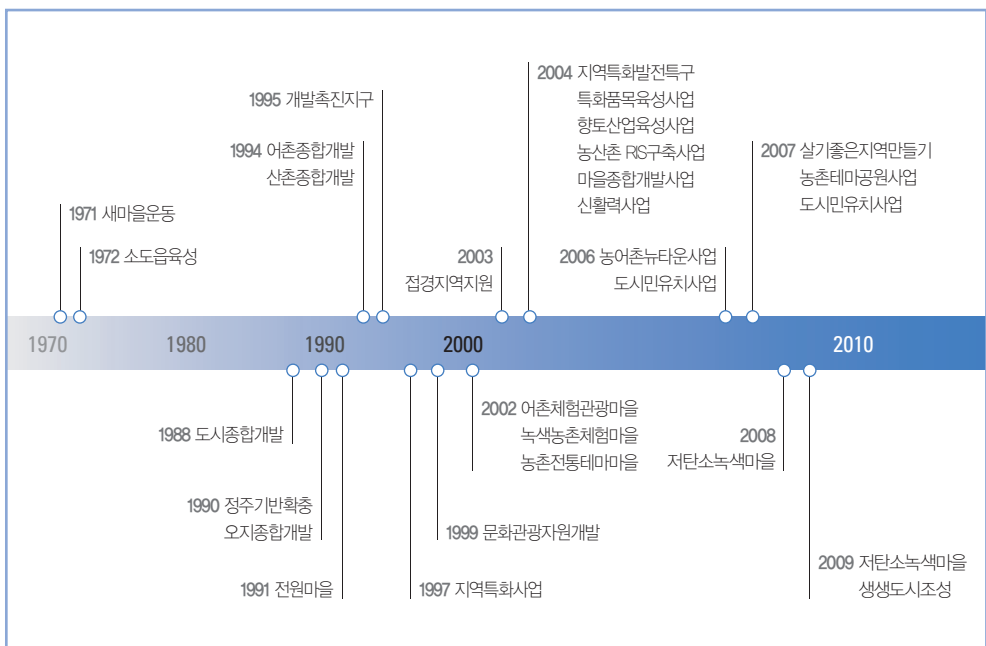 1995 개발촉진지구
1994 어촌종합개발
산촌종합개발
1971 새마을운동
1972 소도읍육성
2003
접경지역지원
2004 지역특화발전특구
특화품목육성사업
향토산업육성사업
농산촌 RIS구축사업
마을종합개발사업
신활력사업
2006 농어촌뉴타운사업
도시민유치사업
2007 살기좋은지역만들기
농촌테마공원사업
도시민유치사업
1970 1980 1990 2000 2010
1988 도시종합개발
1990 정주기반확충
오지종합개발
1991 전원마을
1997 지역특화사업
1999 문화관광자원개발
2002 어촌체험관광마을
녹색농촌체험마을
농촌전통테마마을
2008
저탄소녹색마을
2009 저탄소녹색마을
생생도시조성